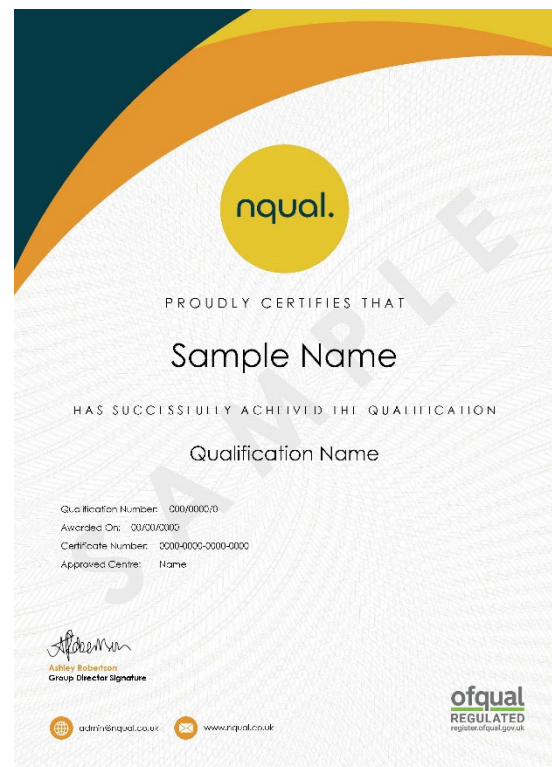 nqual.
PROUDLY CERTIFIES THAT
Sample Name
HAS SUCCESSFULLY ACHEIVED THE QUALIFICATION
Qualification Name
Qualification Number: 000/0000/0
Awarded On: 00/00/0000
Certificate Number: 0000-0000-0000-0000
Approved Centre: Name
SAMPLE
Ashley Robertson
Group Director Signature
admin@nqual.co.uk www.nqual.co.uk
ofqual
REGULATED
register.ofqual.gov.uk